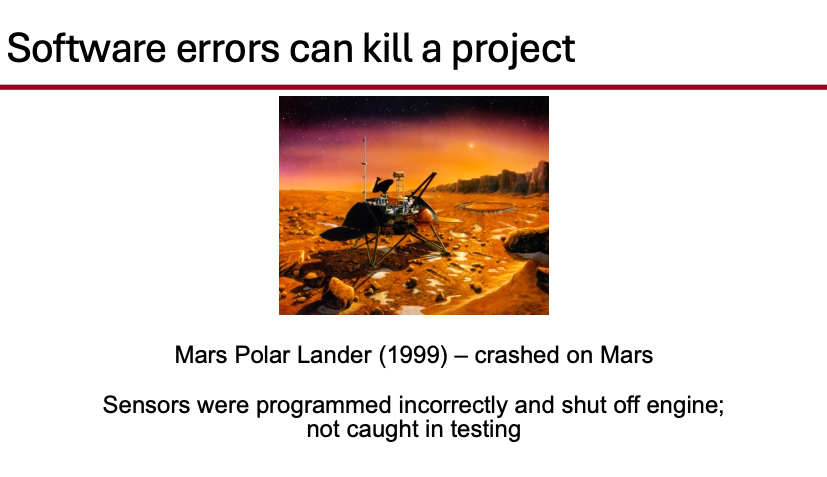 Software errors can kill a project
Mars Polar Lander (1999) – crashed on Mars
Sensors were programmed incorrectly and shut off engine;
not caught in testing